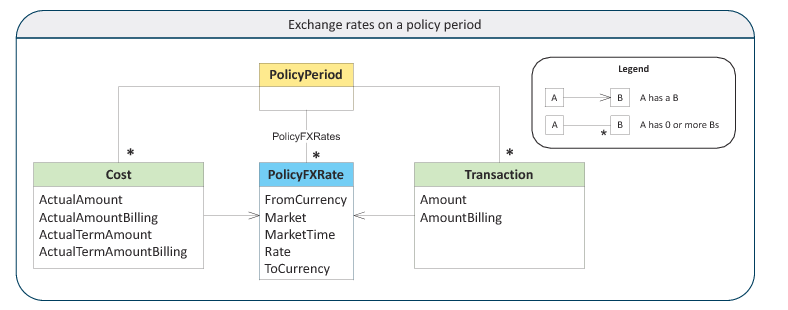 Exchange rates on a policy period
Legend
A
B
A has a B
A
*
B
A has 0 or more Bs
PolicyPeriod
PolicyFXRates
*
*
*
Cost
ActualAmount
ActualAmountBilling
ActualTermAmount
ActualTermAmountBilling
PolicyFXRate
FromCurrency
Market
MarketTime
Rate
ToCurrency
Transaction
Amount
AmountBilling